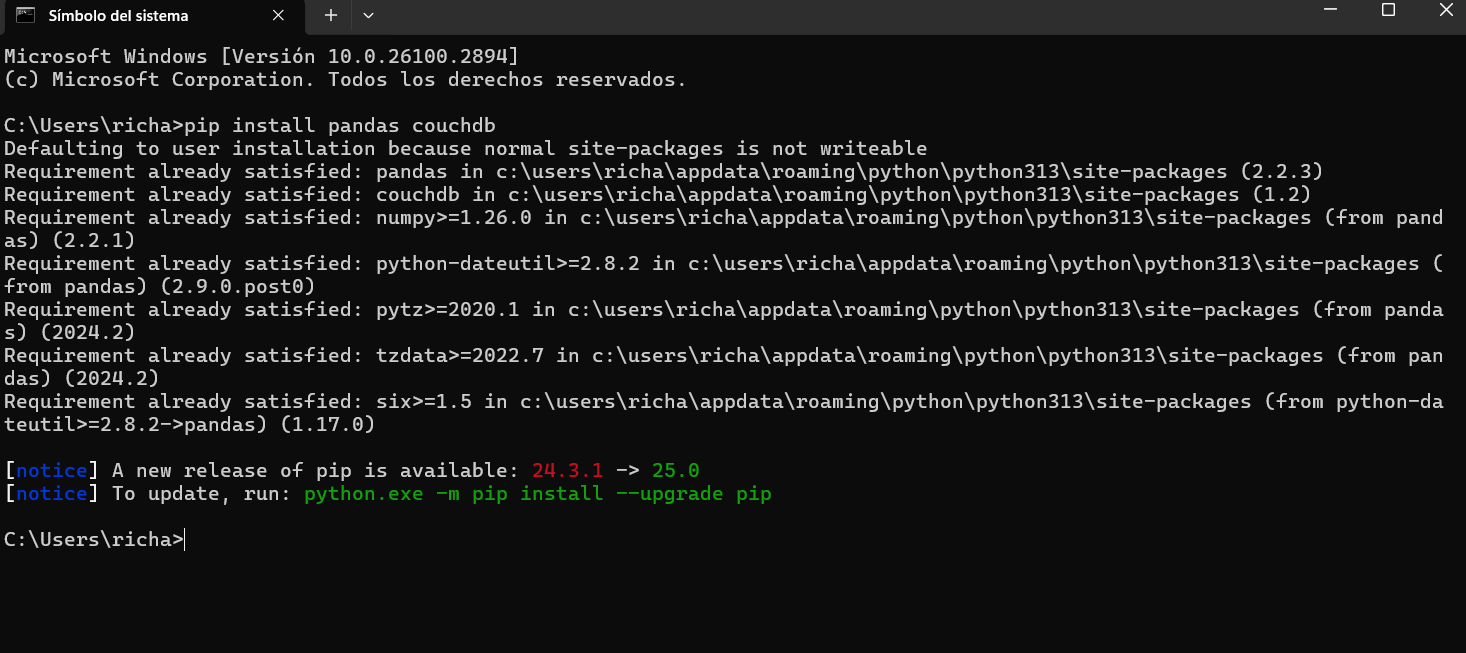 Símbolo del sistema
Microsoft Windows [Versión 10.0.26100.2894]
(c) Microsoft Corporation. Todos los derechos reservados.
C:\Users\richa>pip install pandas couchdb
Defaulting to user installation because normal site-packages is not writeable
Requirement already satisfied: pandas in c:\users\richa\appdata\roaming\python\python313\site-packages (2.2.3)
Requirement already satisfied: couchdb in c:\users\richa\appdata\roaming\python\python313\site-packages (1.2)
Requirement already satisfied: numpy>=1.26.0 in c:\users\richa\appdata\roaming\python\python313\site-packages (from pand
as) (2.2.1)
Requirement already satisfied: python-dateutil>=2.8.2 in c:\users\richa\appdata\roaming\python\python313\site-packages (
from pandas) (2.9.0.post0)
Requirement already satisfied: pytz>=2020.1 in c:\users\richa\appdata\roaming\python\python313\site-packages (from panda
s) (2024.2)
Requirement already satisfied: tzdata>=2022.7 in c:\users\richa\appdata\roaming\python\python313\site-packages (from pan
das) (2024.2)
Requirement already satisfied: six>=1.5 in c:\users\richa\appdata\roaming\python\python313\site-packages (from python-da
teutil>=2.8.2->pandas) (1.17.0)
[notice] A new release of pip is available: 24.3.1 -> 25.0
[notice] To update, run: python.exe -m pip install --upgrade pip
C:\Users\richa>